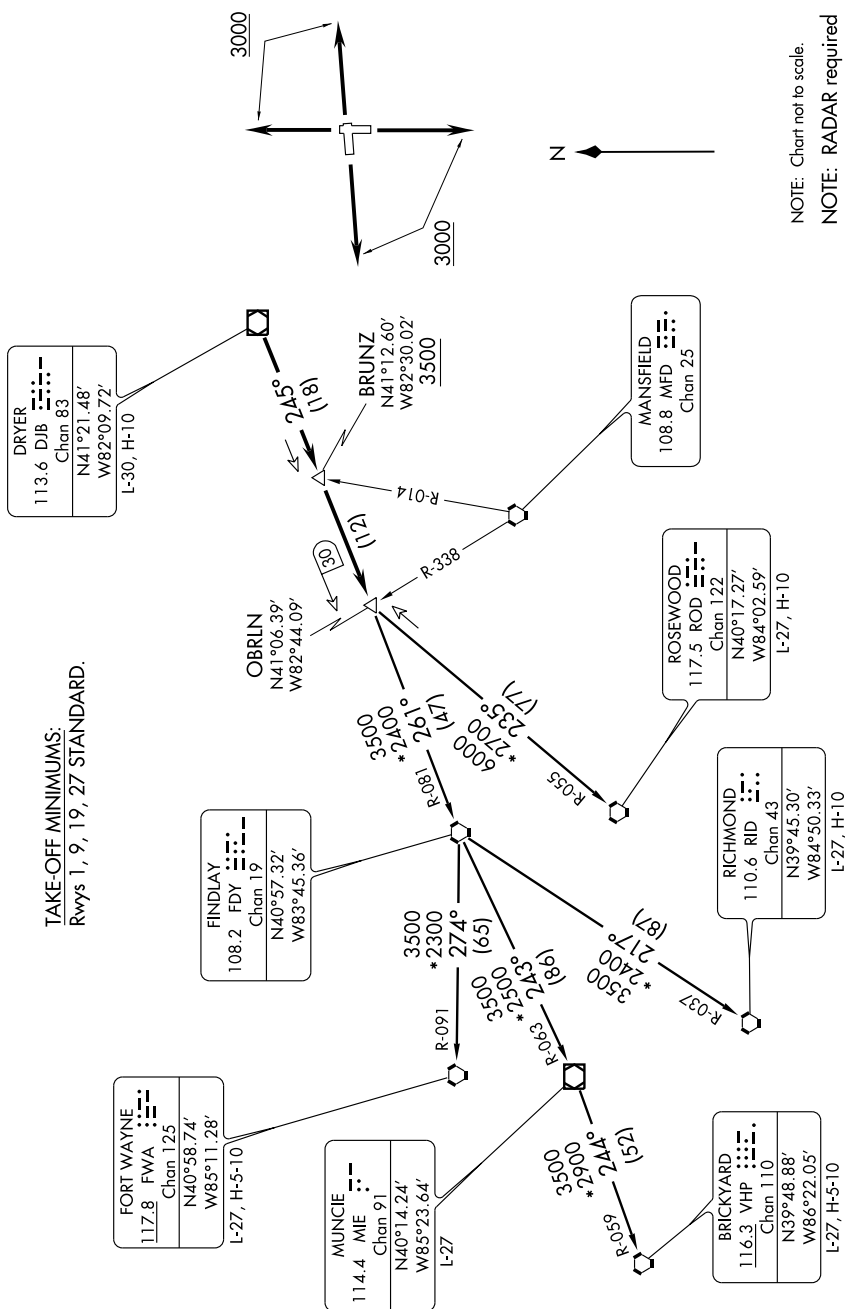 TAKE-OFF MINIMUMS:
Rwys 1, 9, 19, 27 STANDARD.
DRYER
113.6 DJB
Chan 83
N41°21.48′
W82°09.72′
L-30, H-10
3000
3000
245°
(18)
BRUNZ
N41°12.60′
W82°30.02′
3500
(12)
30
OBRLN
N41°06.39′
W82°44.09′
R-014
R-338
MANSFIELD
108.8 MFD
Chan 25
N
NOTE: Chart not to scale.
NOTE: RADAR required
FINDLAY
108.2 FDY
Chan 19
N40°57.32′
W83°45.36′
3500
*2400
261°
(47)
R-081
6000
*2700
235°
(77)
R-055
ROSEWOOD
117.5 ROD
Chan 122
N40°17.27′
W84°02.59′
L-27, H-10
FORT WAYNE
117.8 FWA
Chan 125
N40°58.74′
W85°11.28′
L-27, H-5-10
3500
*2300
274°
(65)
R-091
3500
*2500
243°
(86)
R-063
3500
*2400
217°
(87)
R-037
RICHMOND
110.6 RID
Chan 43
N39°45.30′
W84°50.33′
L-27, H-10
MUNCIE
114.4 MIE
Chan 91
N40°14.24′
W85°23.64′
L-27
3500
*2900
244°
(52)
R-059
BRICKYARD
116.3 VHP
Chan 110
N39°48.88′
W86°22.05′
L-27, H-5-10